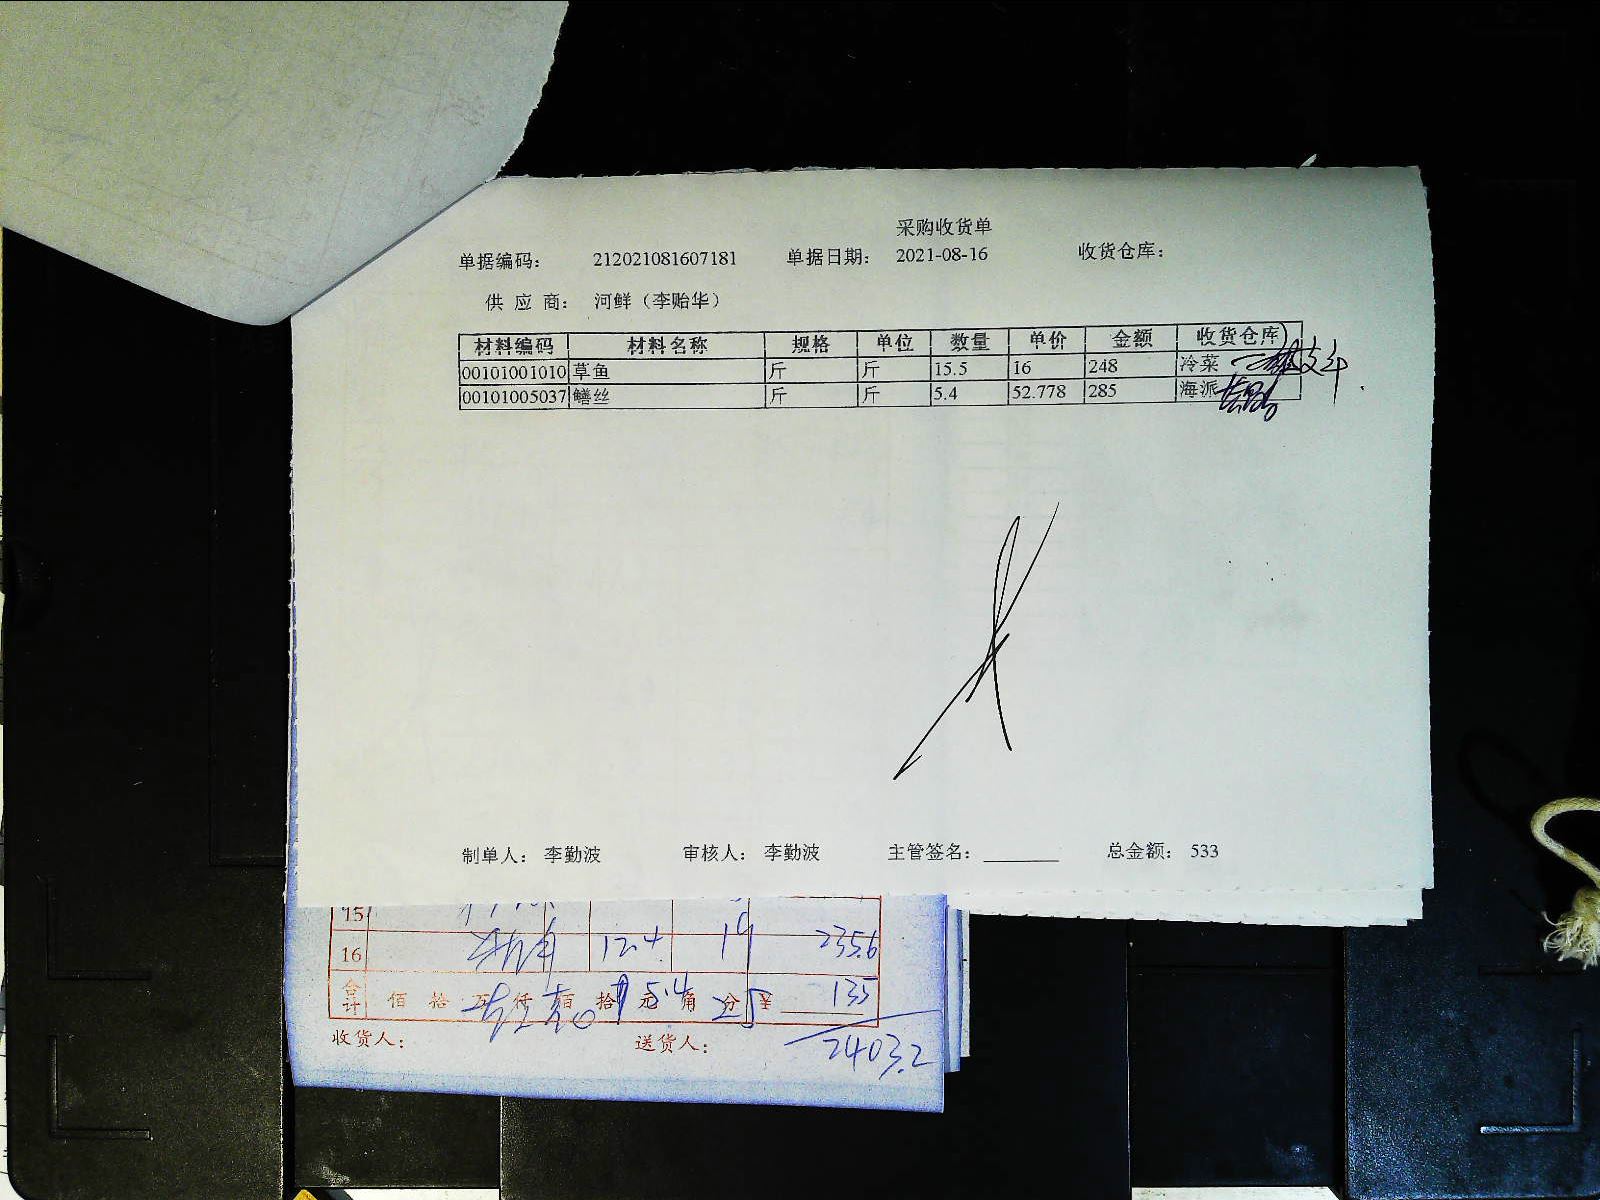 采购收货单
单据编码： 212021081607181 单据日期： 2021-08-16 收货仓库：
供 应 商： 河鲜（李贻华）
材料编码 材料名称 规格 单位 数量 单价 金额 收货仓库
00101001010 草鱼 斤 斤 15.5 16 248 冷菜
00101005037 鳝丝 斤 斤 5.4 52.778 285 海派
制单人： 李勤波 审核人： 李勤波 主管签名： 总金额： 533
15
16 12.4 19 235.6
合计 佰 拾 万 仟 佰 拾 元 角 分 ¥ 135
5.4 25
收货人： 送货人：
2403.2